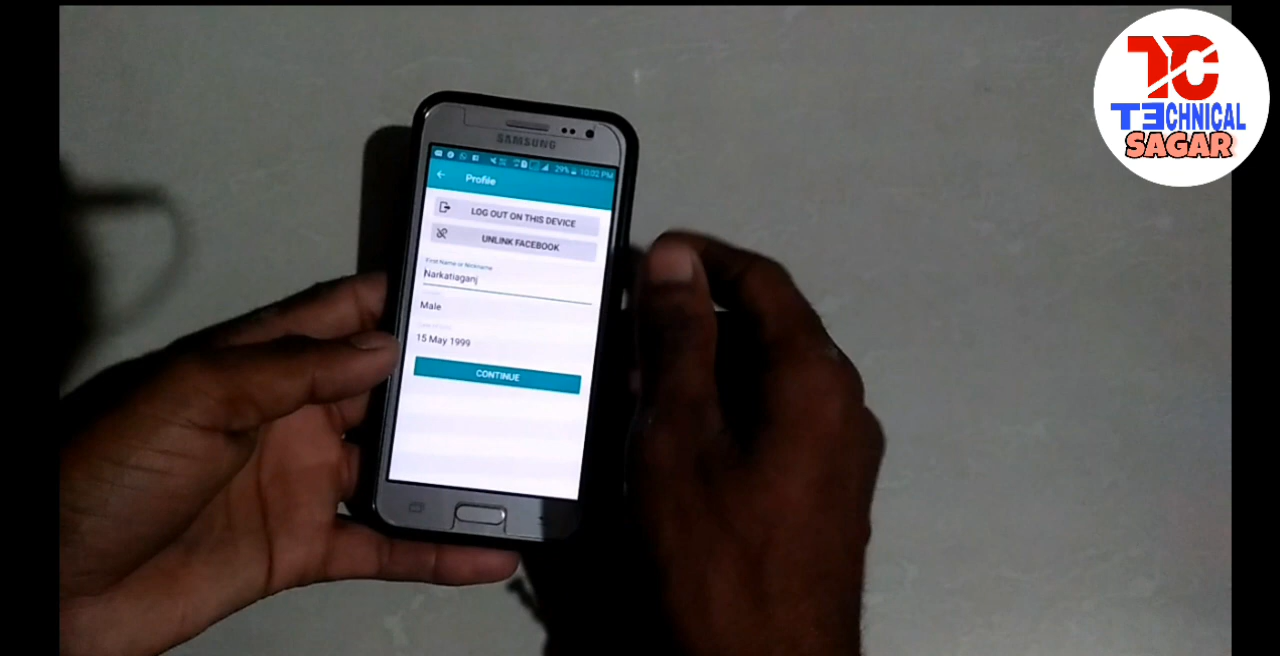 TC
TECHNICAL
SAGAR
SAMSUNG
29% 10:02 PM
Profile
LOG OUT ON THIS DEVICE
UNLINK FACEBOOK
First Name or Nickname
Narkatiaganj
Male
15 May 1999
CONTINUE